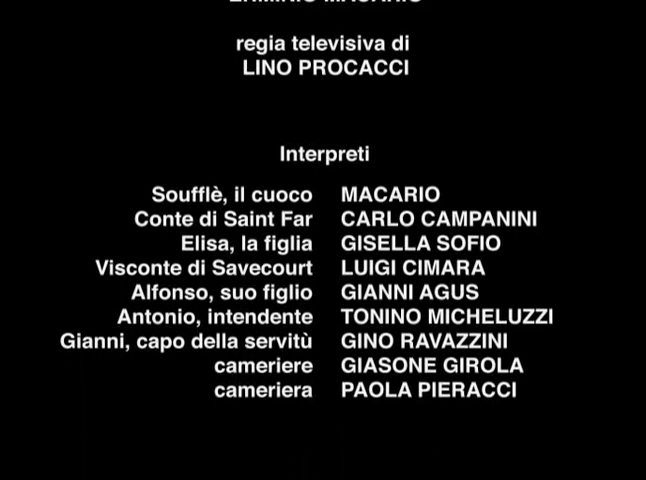 regia televisiva di
LINO PROCACCI
Interpreti
Soufflè, il cuoco MACARIO
Conte di Saint Far CARLO CAMPANINI
Elisa, la figlia GISELLA SOFIO
Visconte di Savecourt LUIGI CIMARA
Alfonso, suo figlio GIANNI AGUS
Antonio, intendente TONINO MICHELUZZI
Gianni, capo della servitù GINO RAVAZZINI
cameriere GIASONE GIROLA
cameriera PAOLA PIERACCI